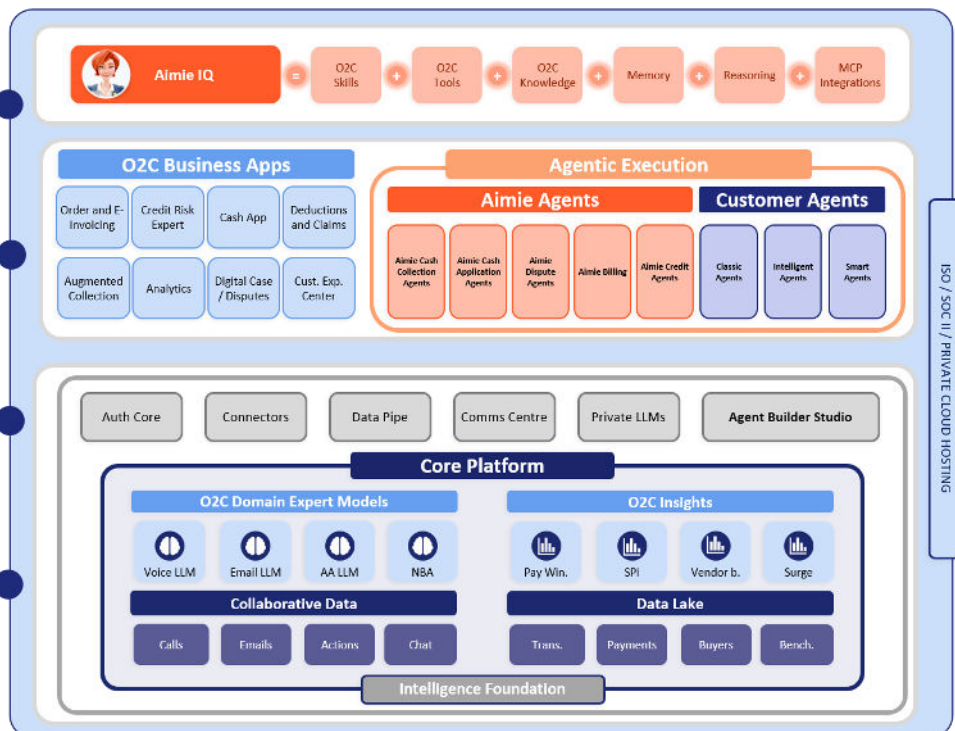 Aimie IQ
=
O2C
Skills
+
O2C
Tools
+
O2C
Knowledge
+
Memory
+
Reasoning
+
MCP
Integrations
O2C Business Apps
Order and E-
Invoicing
Credit Risk
Expert
Cash App
Deductions
and Claims
Augmented
Collection
Analytics
Digital Case
/ Disputes
Cust. Exp.
Center
Agentic Execution
Aimie Agents
Customer Agents
Aimie Cash
Collection
Agents
Aimie Cash
Application
Agents
Aimie
Dispute
Agents
Aimie Billing
Aimie Credit
Agents
Classic
Agents
Intelligent
Agents
Smart
Agents
ISO / SOC II / PRIVATE CLOUD HOSTING
Auth Core
Connectors
Data Pipe
Comms Centre
Private LLMs
Agent Builder Studio
Core Platform
O2C Domain Expert Models
O2C Insights
Voice LLM
Email LLM
AA LLM
NBA
Pay Win.
SPI
Vendor b.
Surge
Collaborative Data
Data Lake
Calls
Emails
Actions
Chat
Trans.
Payments
Buyers
Bench.
Intelligence Foundation